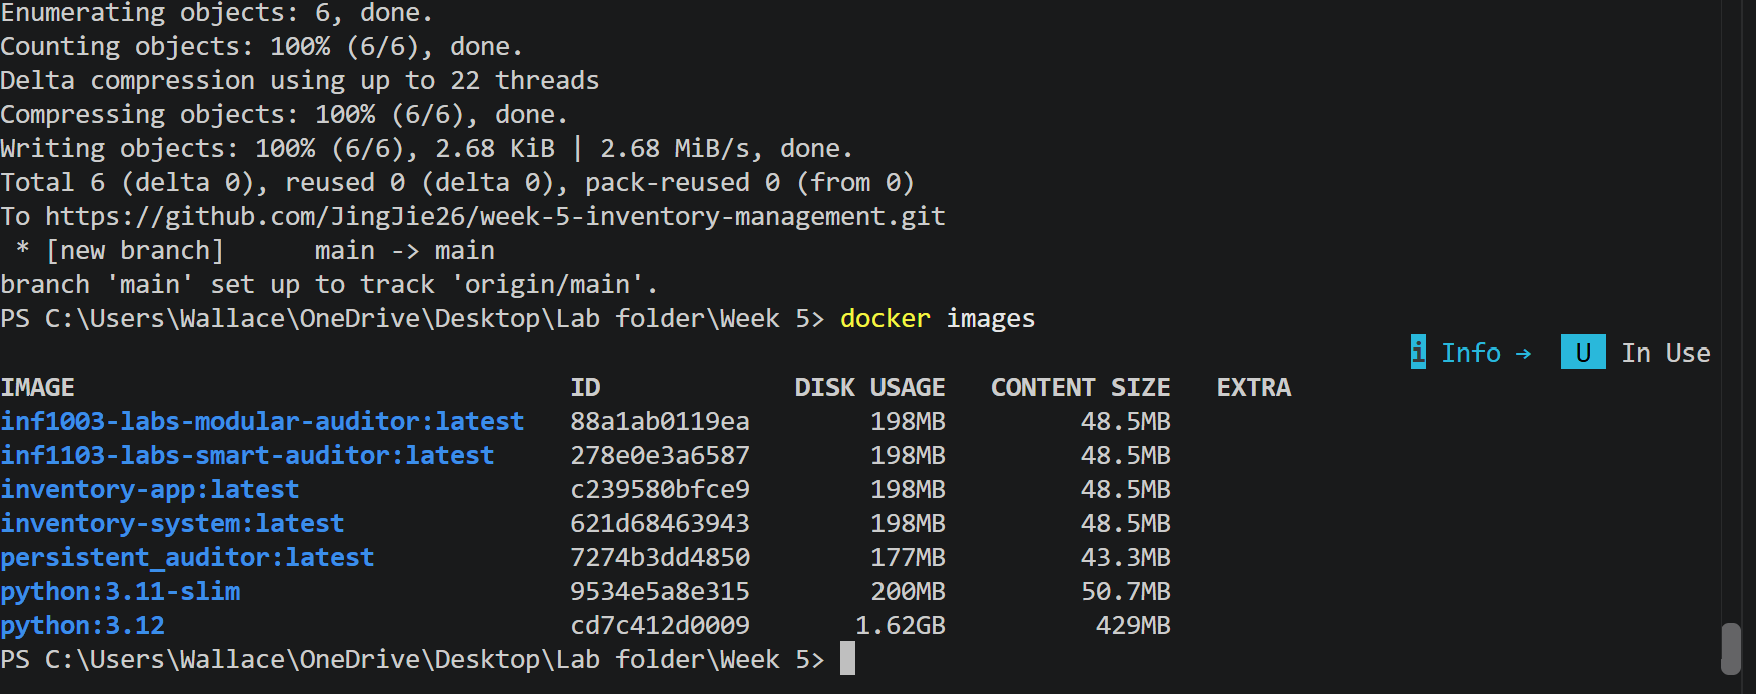 Enumerating objects: 6, done.
Counting objects: 100% (6/6), done.
Delta compression using up to 22 threads
Compressing objects: 100% (6/6), done.
Writing objects: 100% (6/6), 2.68 KiB | 2.68 MiB/s, done.
Total 6 (delta 0), reused 0 (delta 0), pack-reused 0 (from 0)
To https://github.com/JingJie26/week-5-inventory-management.git
 * [new branch]      main -> main
branch 'main' set up to track 'origin/main'.
PS C:\Users\Wallace\OneDrive\Desktop\Lab folder\Week 5> docker images
i Info →   U  In Use
IMAGE                                 ID             DISK USAGE   CONTENT SIZE   EXTRA
inf1003-labs-modular-auditor:latest   88a1ab0119ea        198MB         48.5MB
inf1103-labs-smart-auditor:latest     278e0e3a6587        198MB         48.5MB
inventory-app:latest                  c239580bfce9        198MB         48.5MB
inventory-system:latest               621d68463943        198MB         48.5MB
persistent_auditor:latest             7274b3dd4850        177MB         43.3MB
python:3.11-slim                      9534e5a8e315        200MB         50.7MB
python:3.12                           cd7c412d0009       1.62GB          429MB
PS C:\Users\Wallace\OneDrive\Desktop\Lab folder\Week 5>